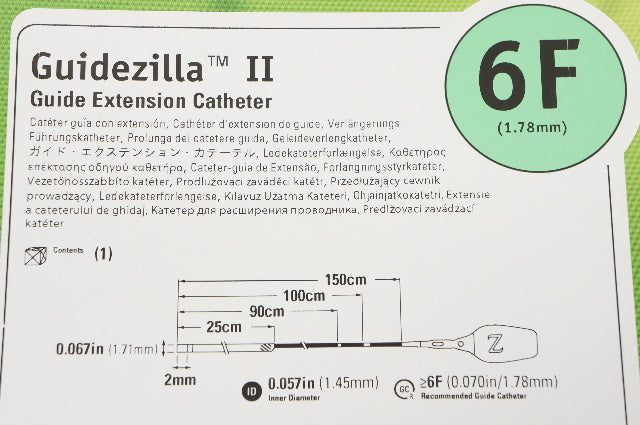 Guidezilla™ II
Guide Extension Catheter
6F
(1.78mm)
Catéter guía con extensión, Cathéter d'extension de guide, Verlängerungs-
Führungskatheter, Prolunga del catetere guida, Geleideverlengkatheter,
ガイド・エクステンション・カテーテル, Ledekateterforlængelse, Καθετήρας
επέκτασης οδηγού καθετήρα, Cateter-guia de Extensão, Förlängningsstyrkateter,
Vezetőhosszabbító katéter, Prodlužovací zaváděcí katétr, Przedłużający cewnik
prowadzący, Ledekateterforlengelse, Kılavuz Uzatma Kateteri, Ohjainjatkokatetri, Extensie
a cateterului de ghidaj, Катетер для расширения проводника, Predlžovací zavádzací
katéter
Contents (1)
150cm
100cm
90cm
25cm
0.067in (1.71mm)
2mm
Z
ID 0.057in (1.45mm)
Inner Diameter
GC ≥6F (0.070in/1.78mm)
Recommended Guide Catheter